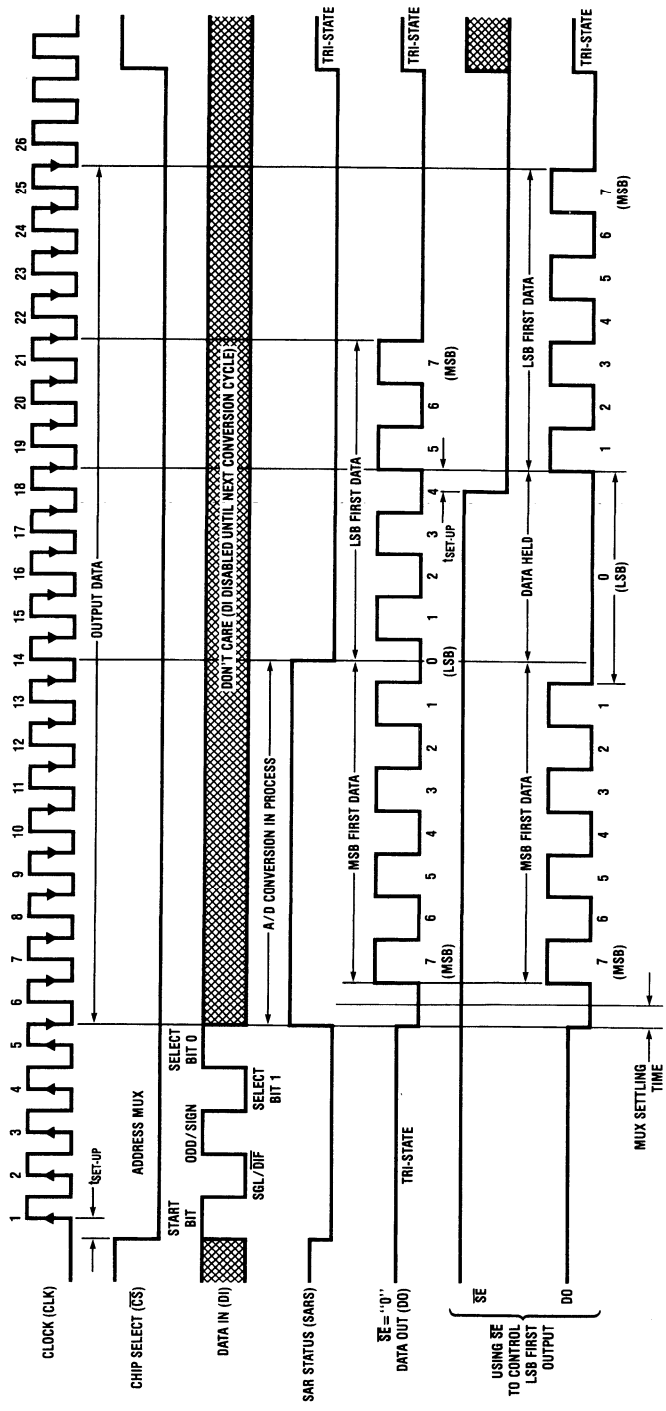 1 2 3 4 5 6 7 8 9 10 11 12 13 14 15 16 17 18 19 20 21 22 23 24 25 26
CLOCK (CLK)
tSET-UP
OUTPUT DATA
CHIP SELECT (C̅S̅)
ADDRESS MUX
START BIT
ODD/SIGN
SELECT BIT 0
DATA IN (DI)
DON'T CARE (DI DISABLED UNTIL NEXT CONVERSION CYCLE)
SGL/D̅I̅F̅
SELECT BIT 1
A/D CONVERSION IN PROCESS
SAR STATUS (SARS)
TRI-STATE
MSB FIRST DATA
LSB FIRST DATA
S̅E̅ = "0"
DATA OUT (DO)
TRI-STATE
TRI-STATE
7 6 5 4 3 2 1 0 1 2 3 4 5 6 7
(MSB) (LSB) (MSB)
tSET-UP
S̅E̅
USING S̅E̅
TO CONTROL
LSB FIRST
OUTPUT
MSB FIRST DATA
DATA HELD
LSB FIRST DATA
DO
TRI-STATE
7 6 5 4 3 2 1 0 1 2 3 4 5 6 7
(MSB) (LSB) (MSB)
MUX SETTLING
TIME